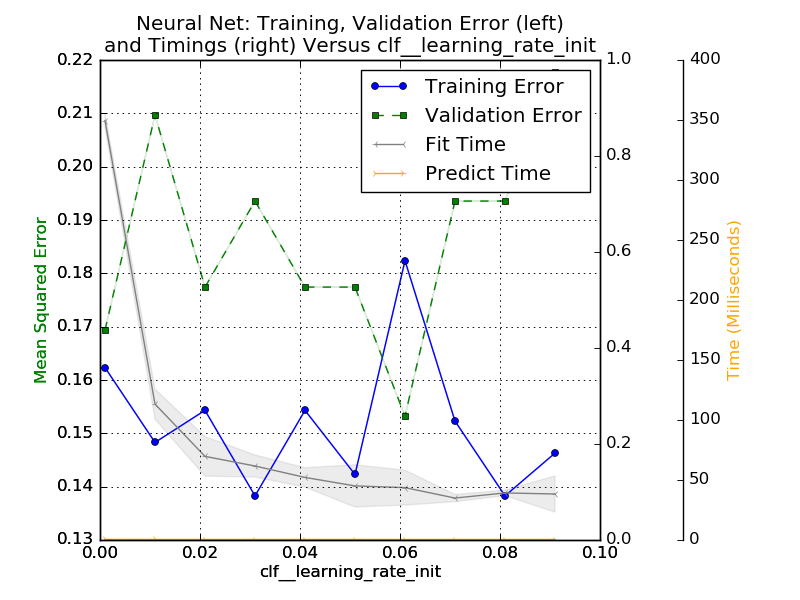 Neural Net: Training, Validation Error (left)
and Timings (right) Versus clf__learning_rate_init
Training Error
Validation Error
Fit Time
Predict Time
Mean Squared Error
0.22
0.21
0.20
0.19
0.18
0.17
0.16
0.15
0.14
0.13
0.00 0.02 0.04 0.06 0.08 0.10
clf__learning_rate_init
1.0
0.8
0.6
0.4
0.2
0.0
400
350
300
250
200
150
100
50
0
Time (Milliseconds)